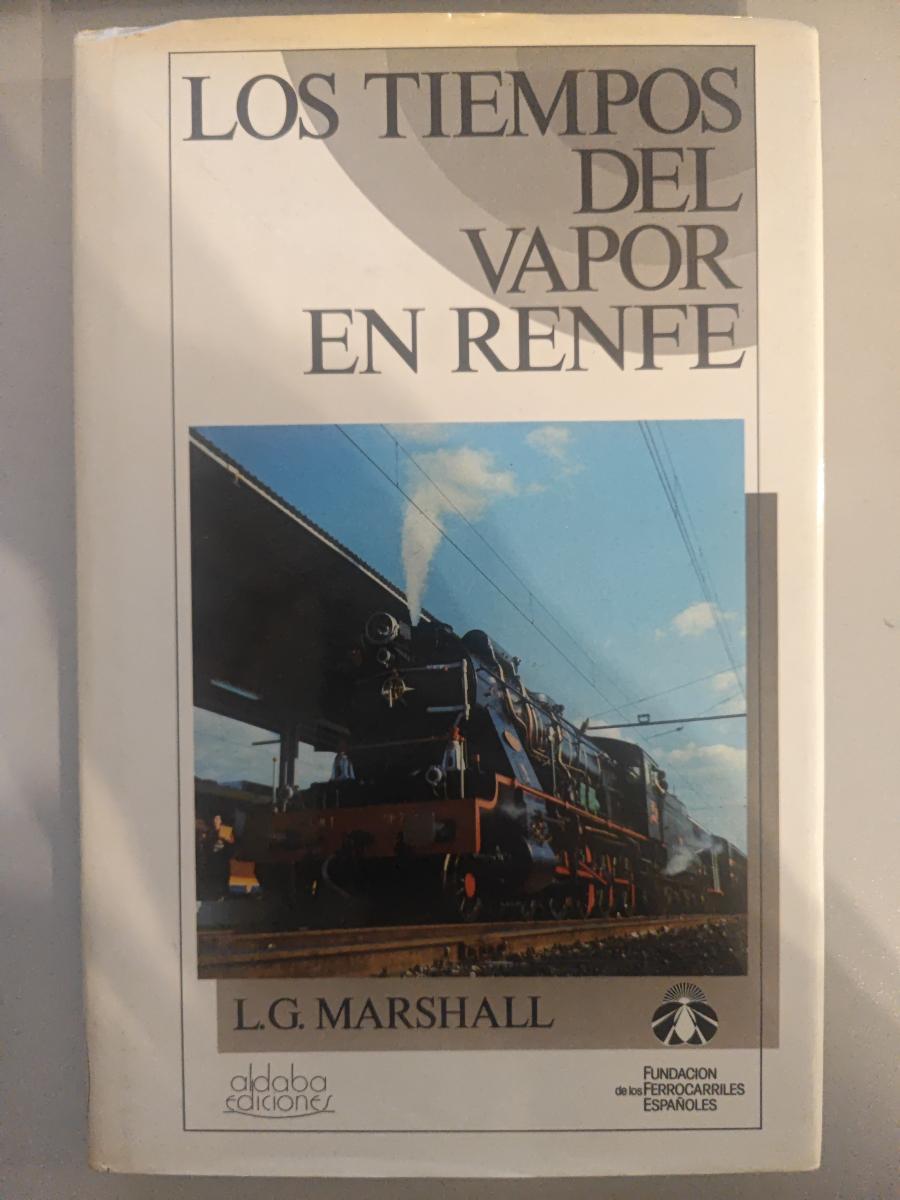 LOS TIEMPOS
DEL
VAPOR
EN RENFE
L.G. MARSHALL
aldaba
ediciones
FUNDACION
de los FERROCARRILES
ESPAÑOLES